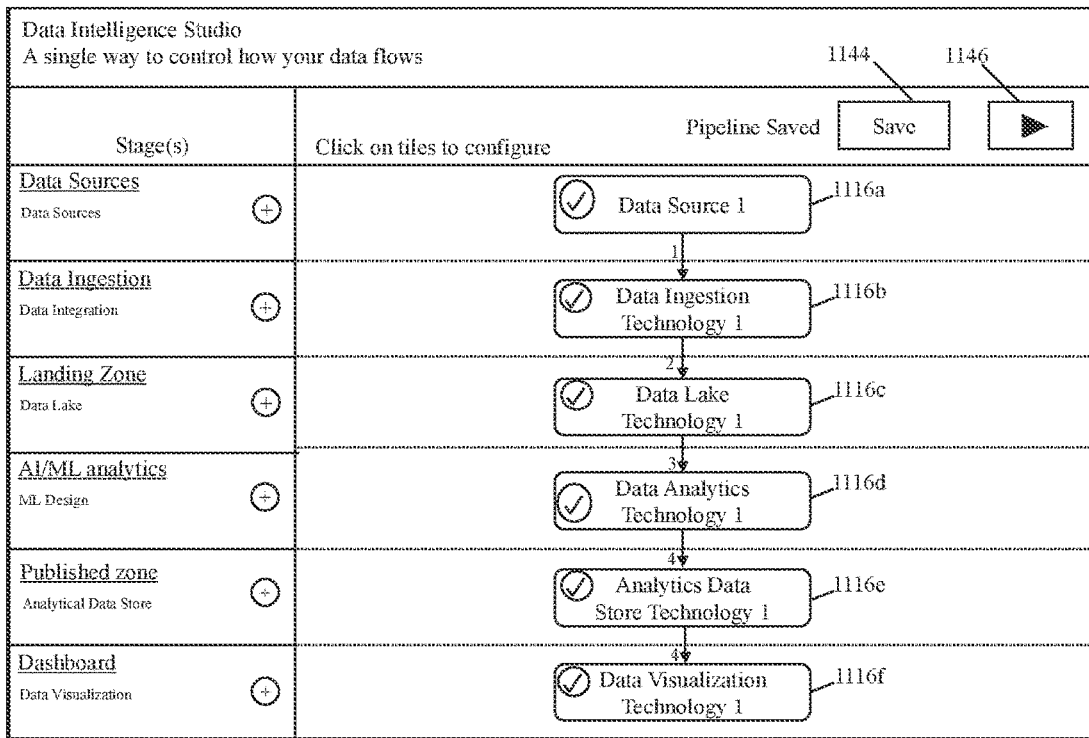 Data Intelligence Studio
A single way to control how your data flows
1144
1146
Stage(s)
Click on tiles to configure
Pipeline Saved
Save
Data Sources
Data Sources
Data Source 1
1116a
1
Data Ingestion
Data Integration
Data Ingestion
Technology 1
1116b
2
Landing Zone
Data Lake
Data Lake
Technology 1
1116c
3
AI/ML analytics
ML Design
Data Analytics
Technology 1
1116d
4
Published zone
Analytical Data Store
Analytics Data
Store Technology 1
1116e
4
Dashboard
Data Visualization
Data Visualization
Technology 1
1116f